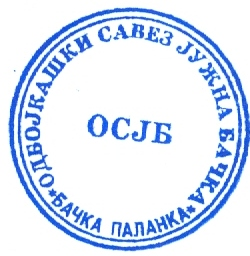 ОДБОЈКАШКИ САВЕЗ ЈУЖНА БАЧКА
ОСЈБ
*БАЧКА ПАЛАНКА*